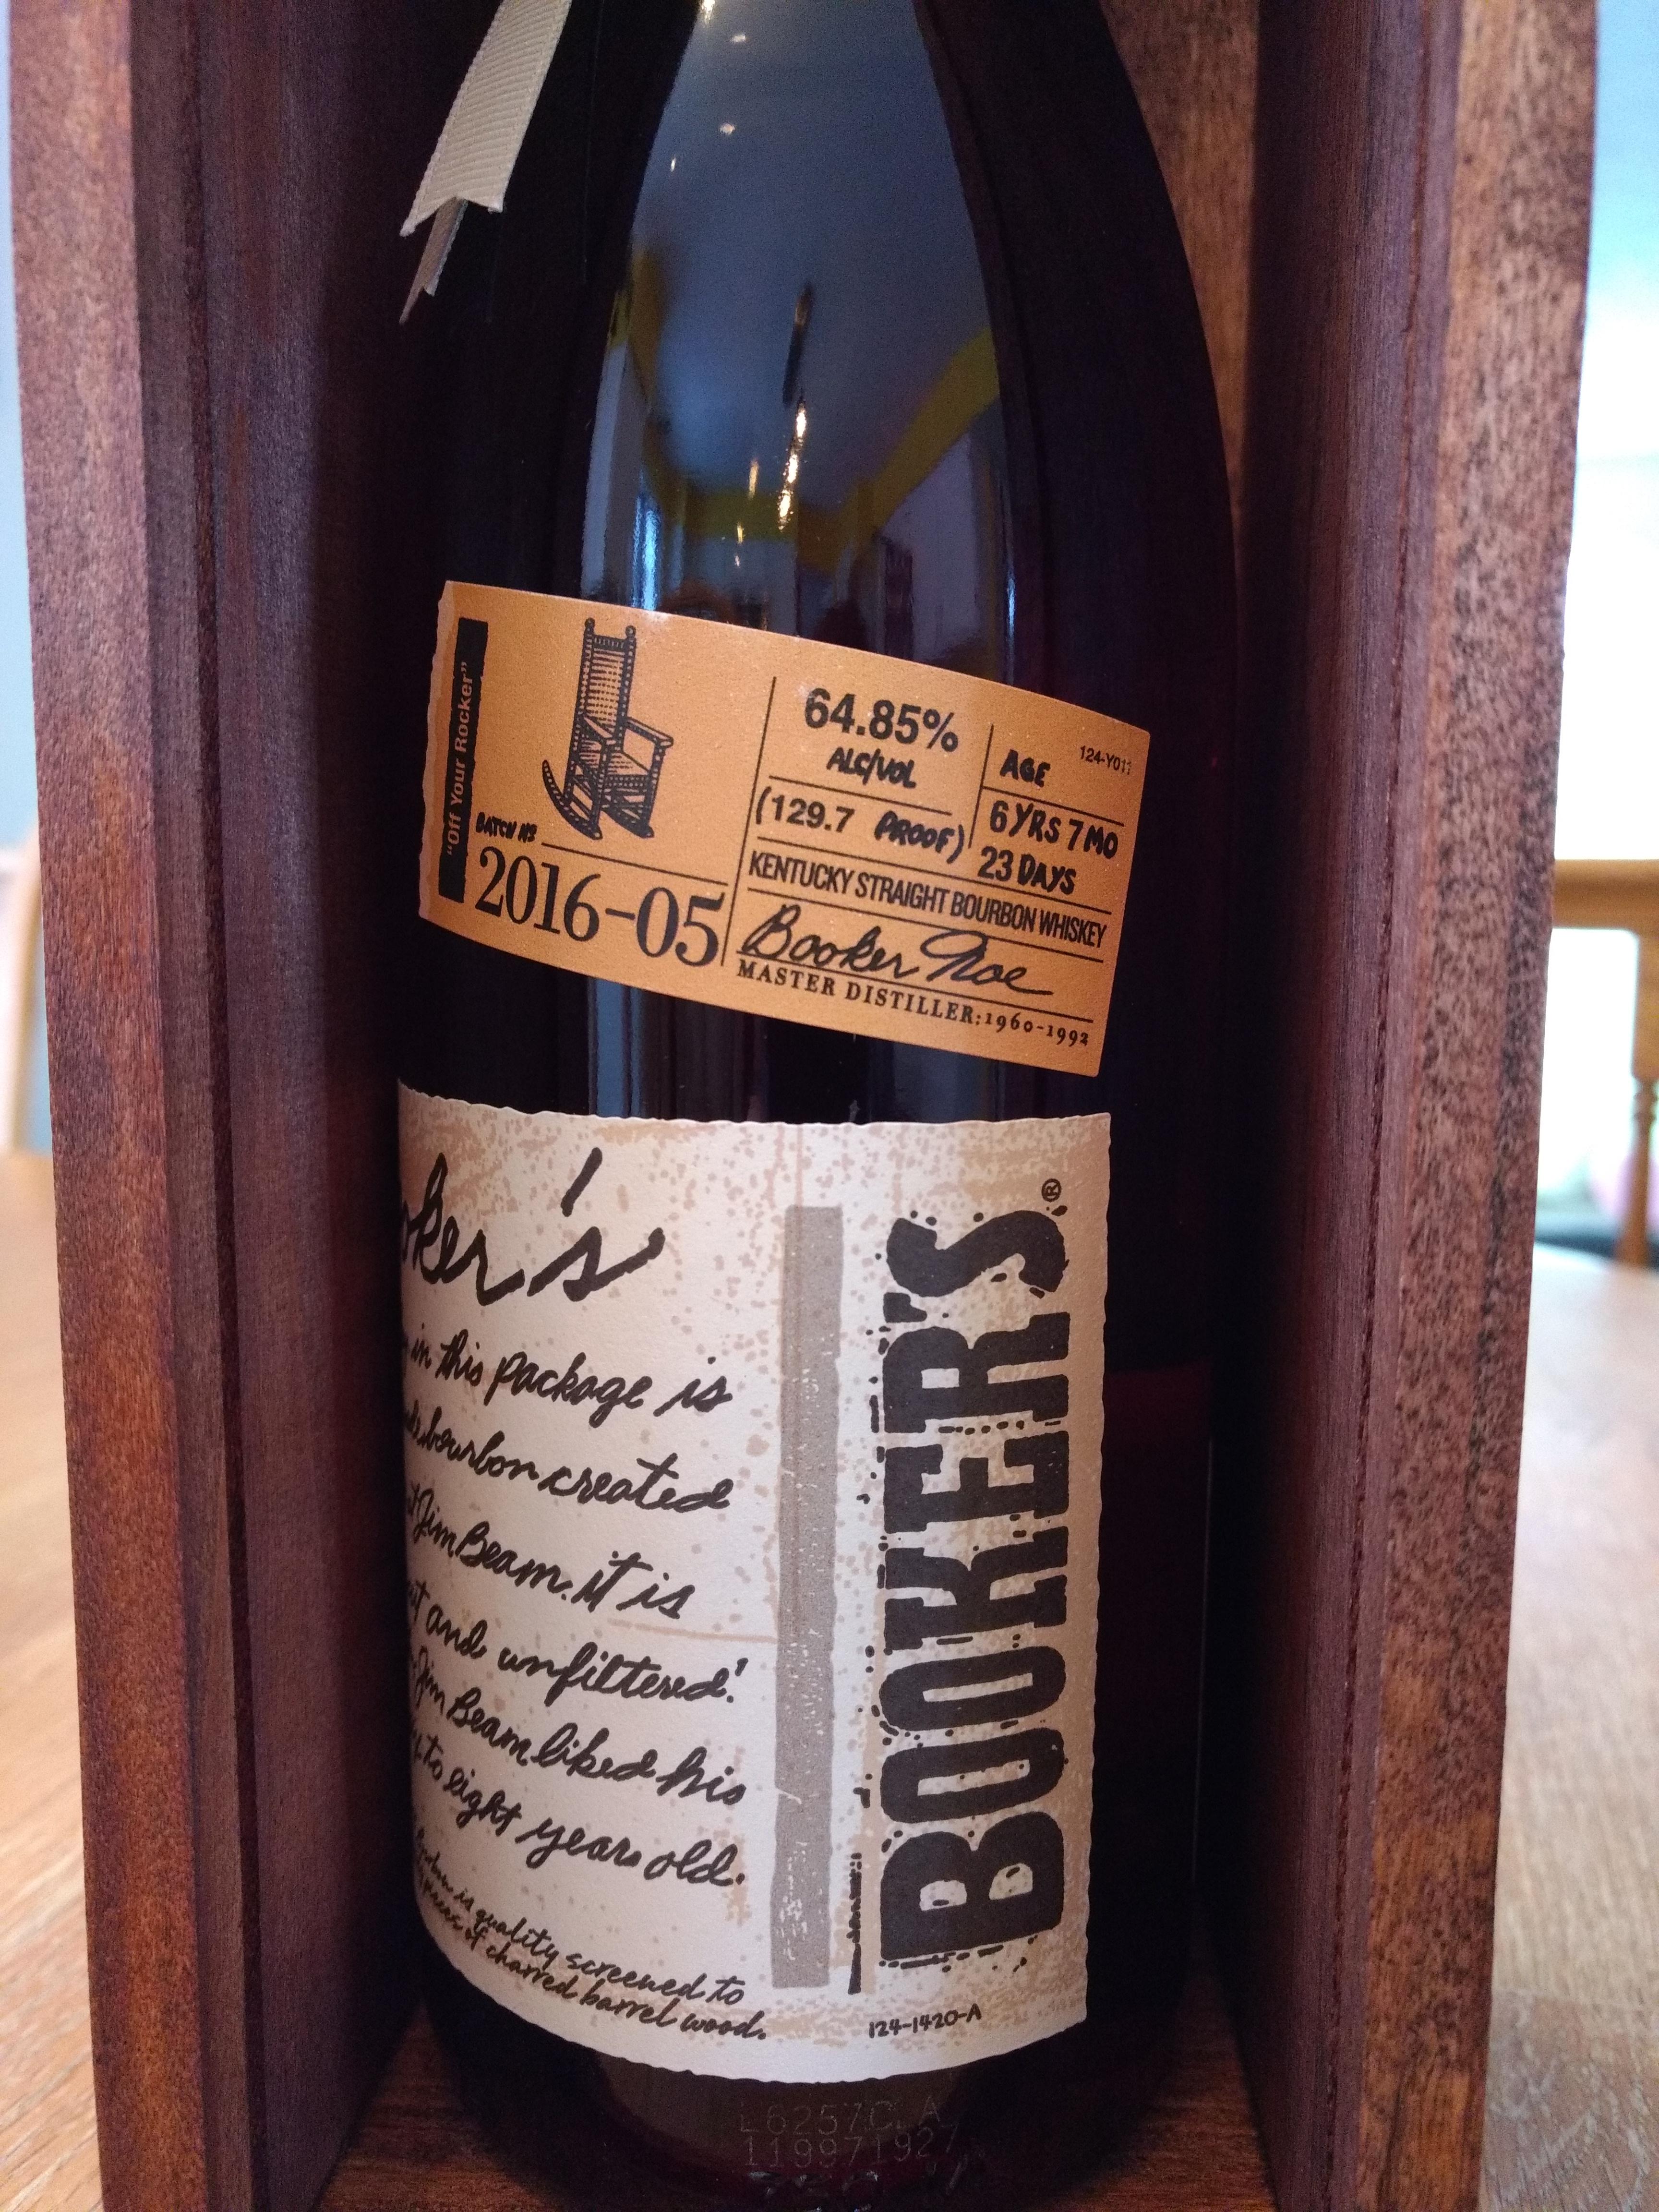 "Off Your Rocker"
BATCH Nº
2016-05
64.85%
ALC/VOL
(129.7 PROOF)
AGE
6 YRS 7 MO
23 DAYS
KENTUCKY STRAIGHT BOURBON WHISKEY
Booker Noe
MASTER DISTILLER: 1960-1992
oker's
in this package is
bourbon created
Jim Beam. it is
and unfiltered.¹
Jim Beam liked his
to eight years old.
is quality screened to
of charred barrel wood.
BOOKER'S®
124-1420-A